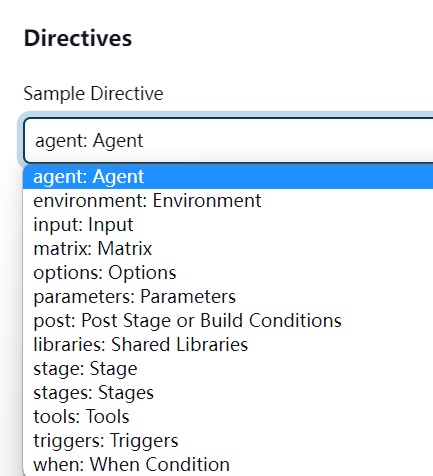 Directives
Sample Directive
agent: Agent
agent: Agent
environment: Environment
input: Input
matrix: Matrix
options: Options
parameters: Parameters
post: Post Stage or Build Conditions
libraries: Shared Libraries
stage: Stage
stages: Stages
tools: Tools
triggers: Triggers
when: When Condition